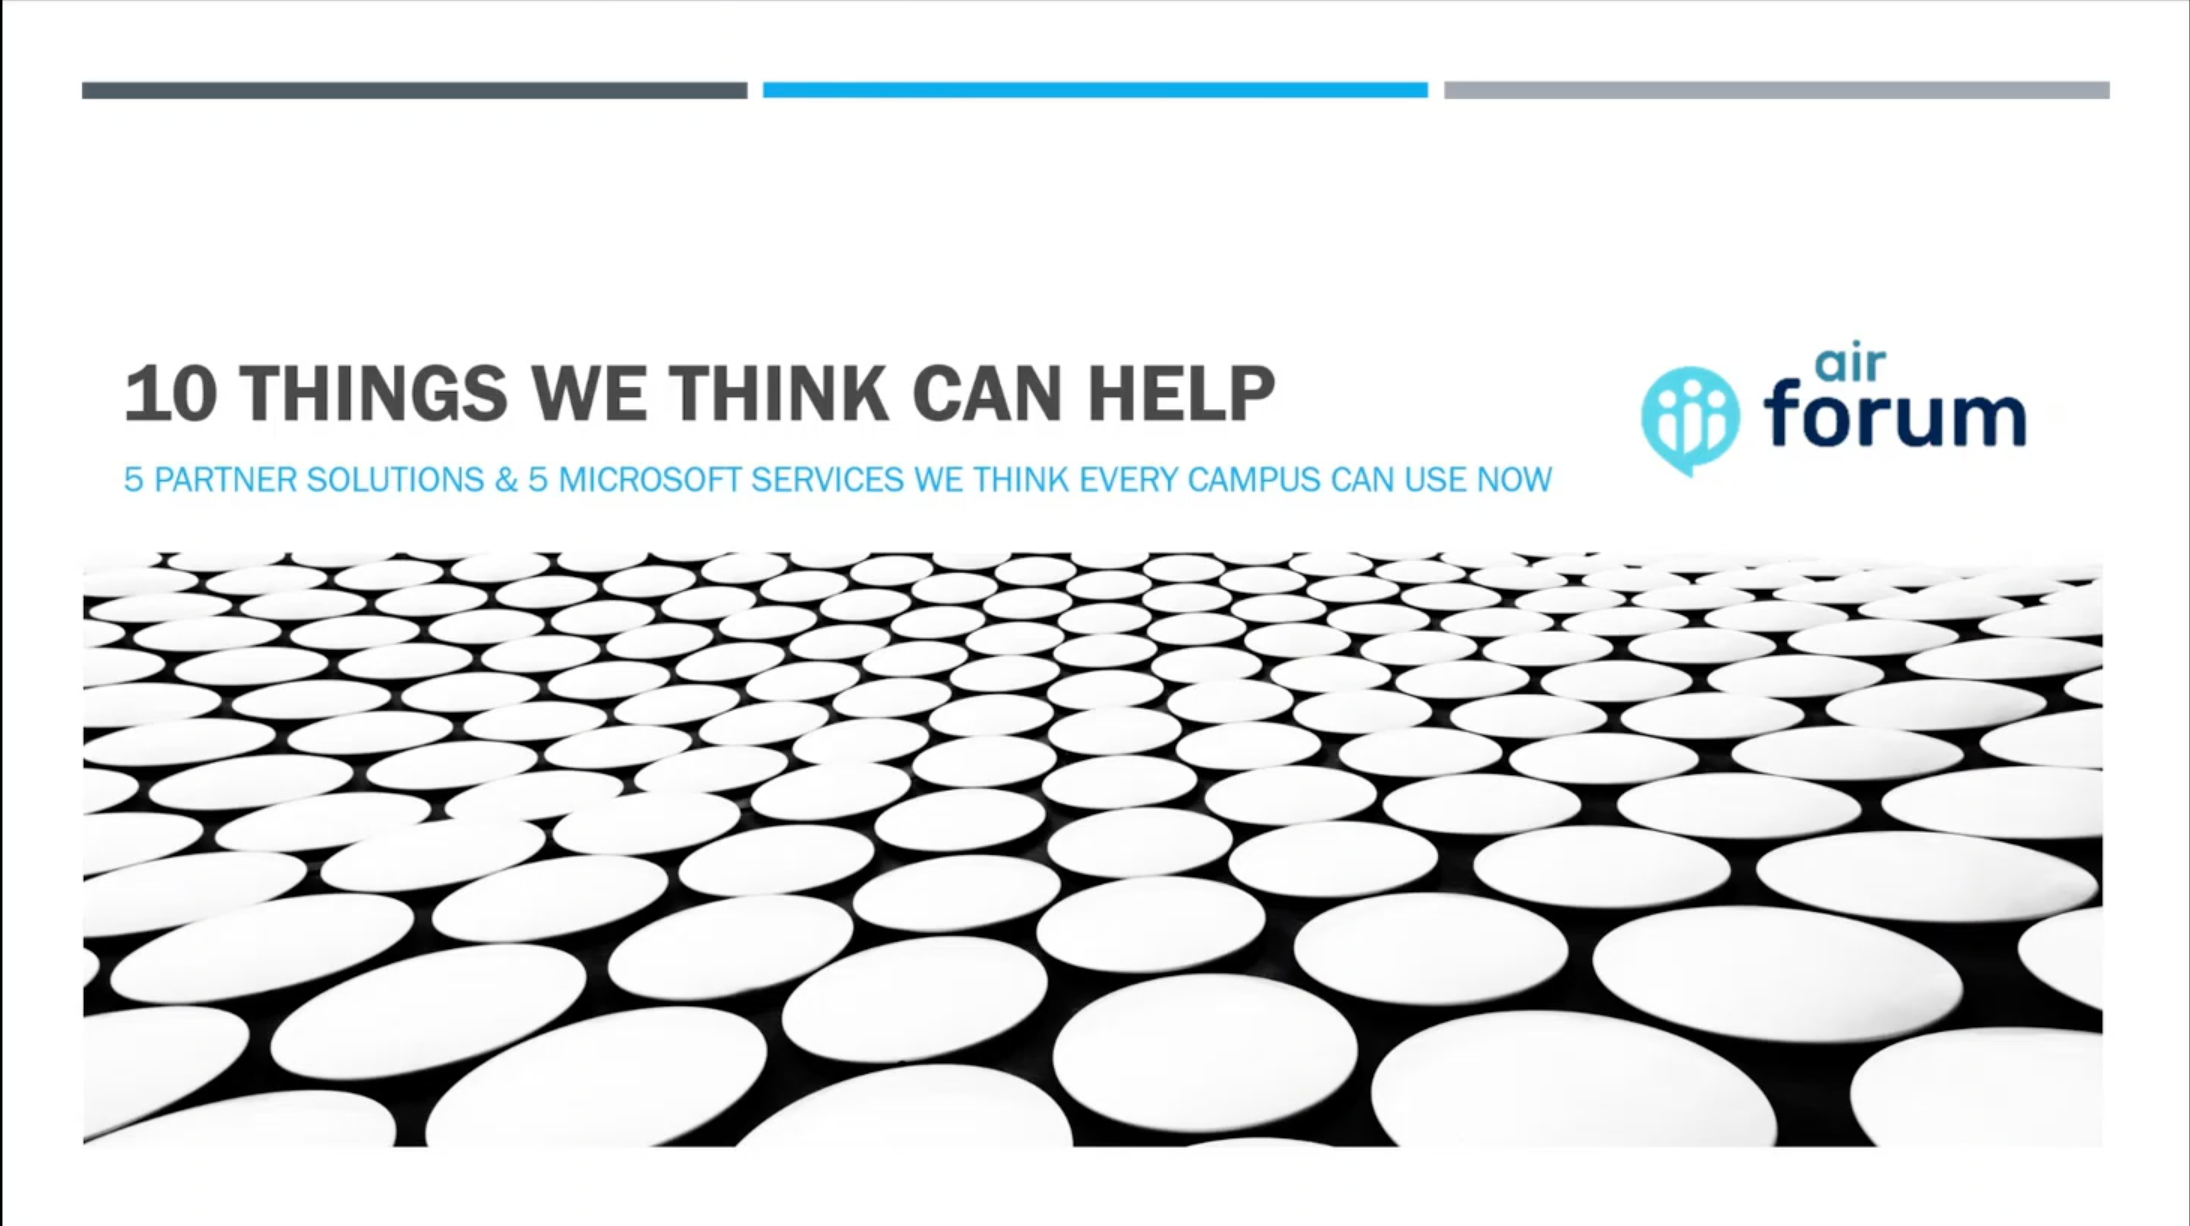 10 THINGS WE THINK CAN HELP
5 PARTNER SOLUTIONS & 5 MICROSOFT SERVICES WE THINK EVERY CAMPUS CAN USE NOW
air
forum